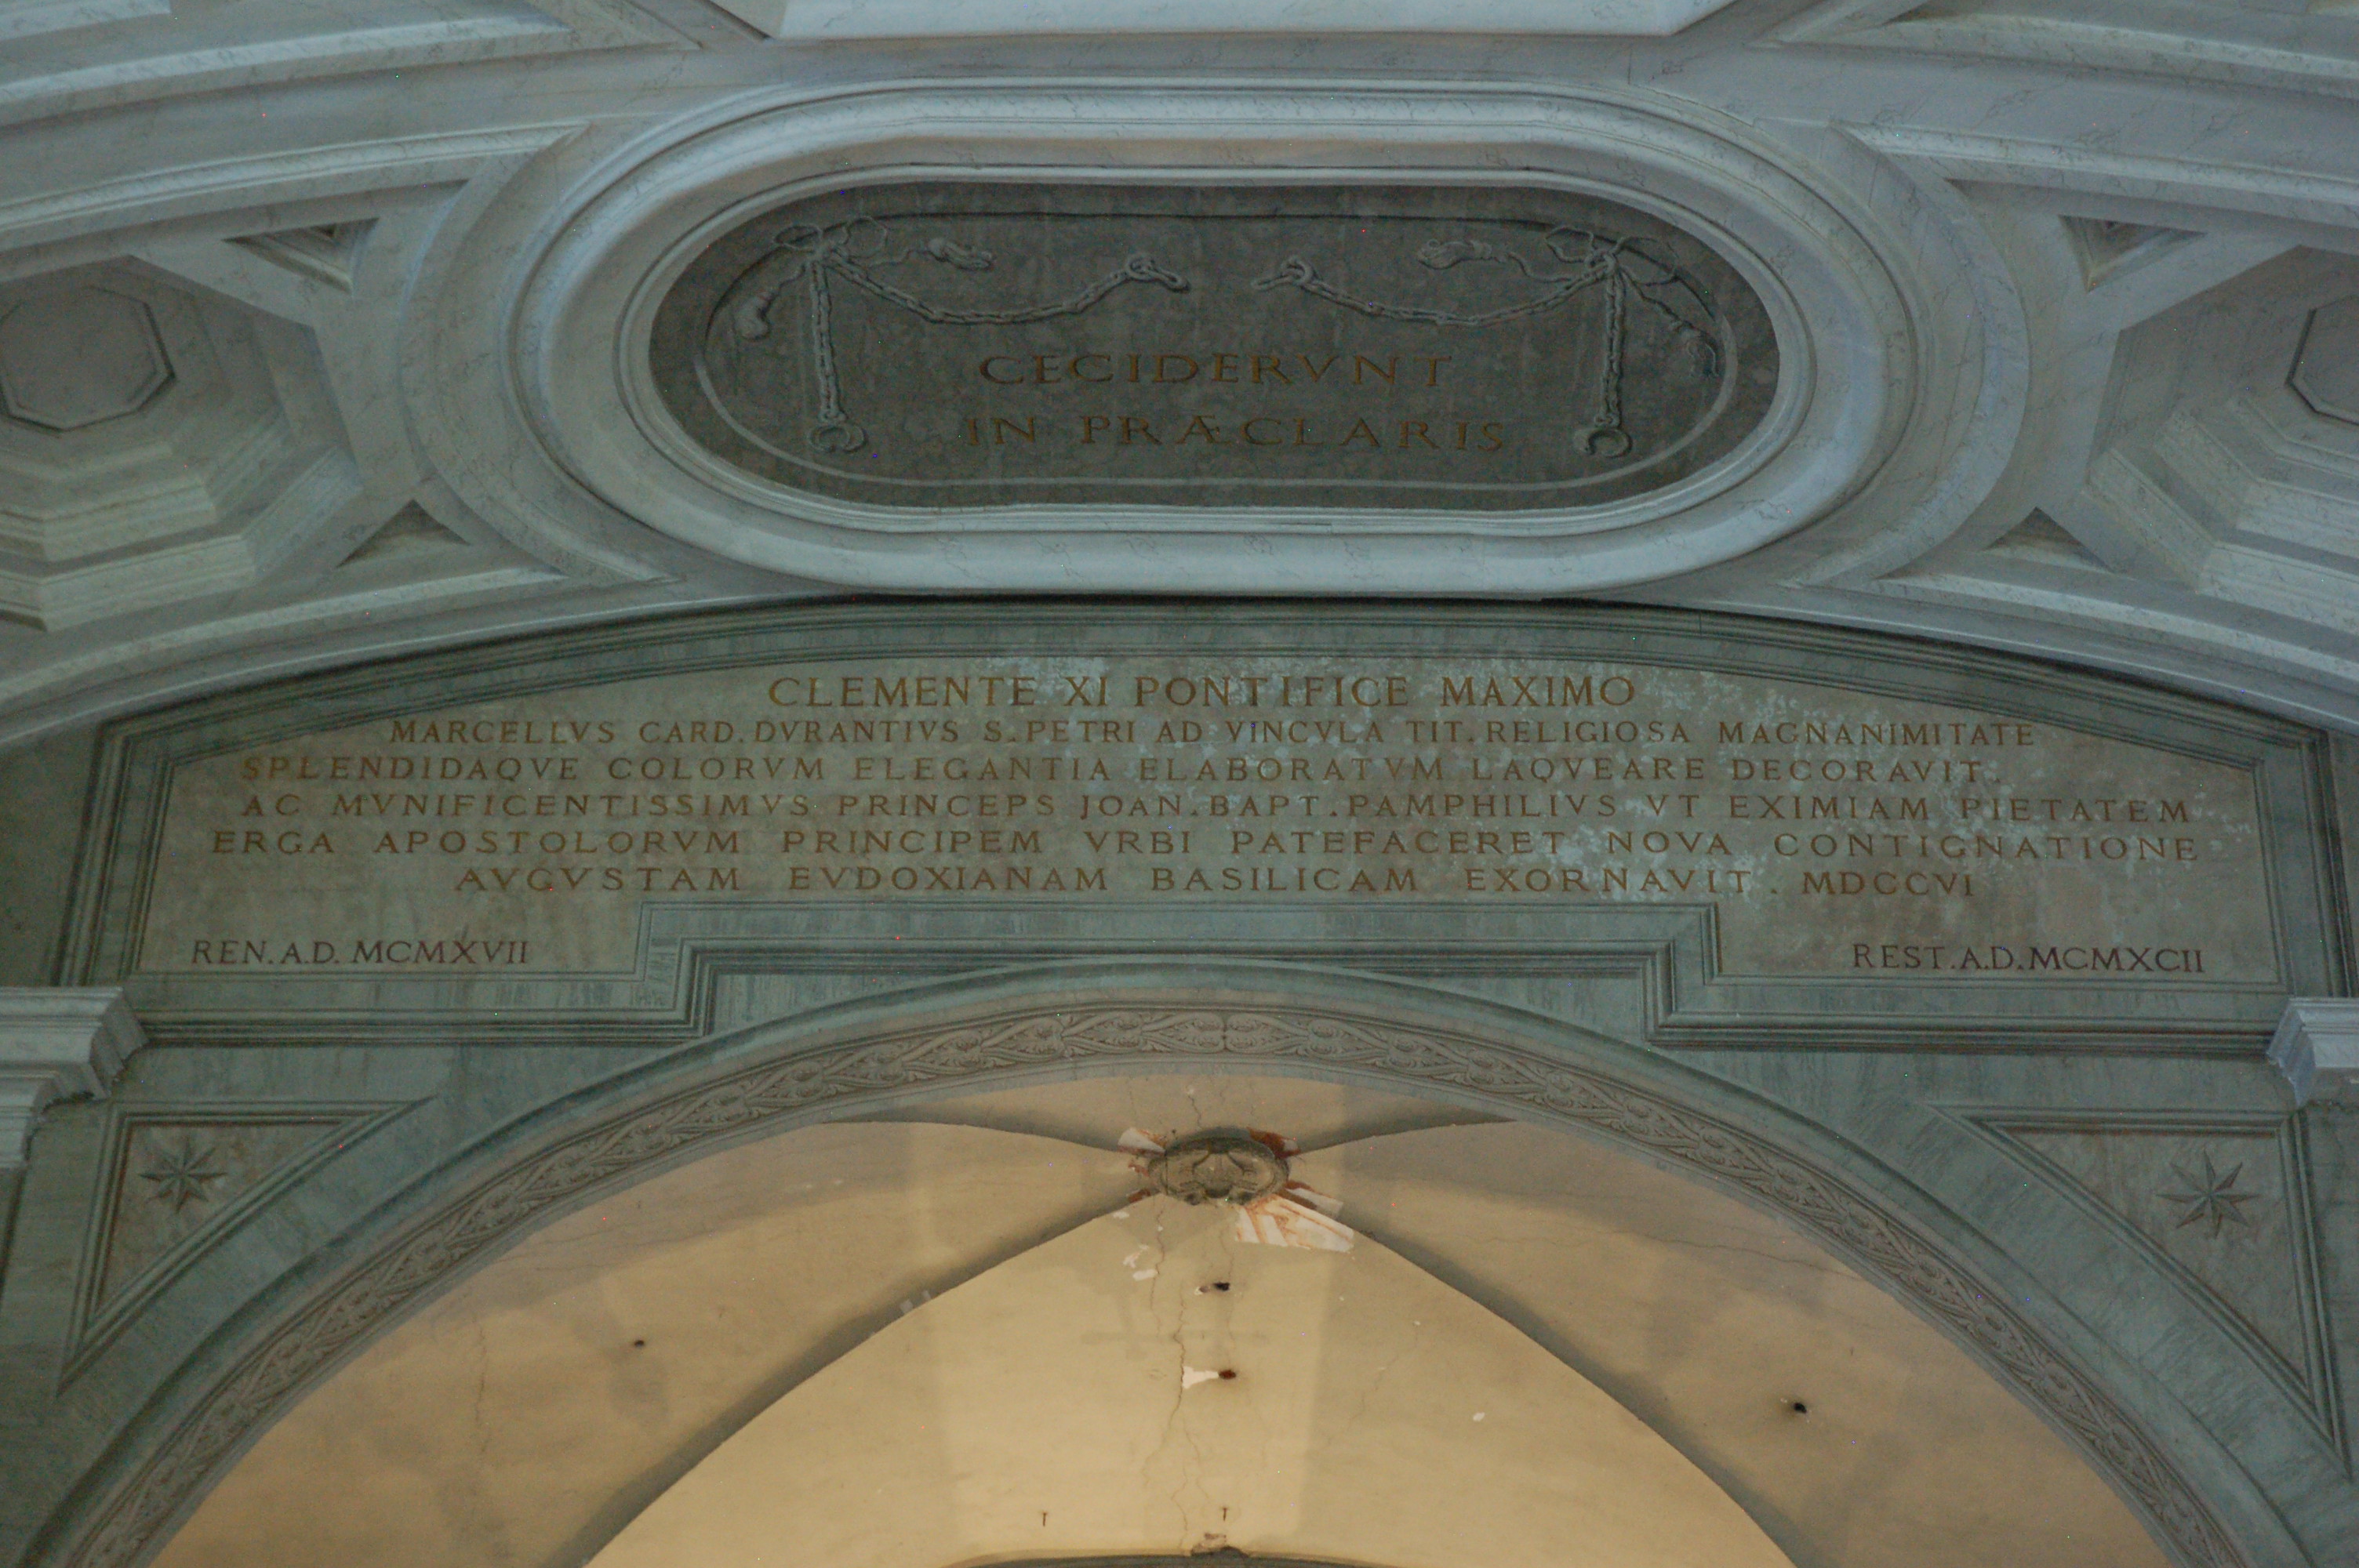 CECIDERVNT
IN PRÆCLARIS
CLEMENTE XI PONTIFICE MAXIMO
MARCELLVS CARD. DVRANTIVS S. PETRI AD VINCVLA TIT. RELIGIOSA MAGNANIMITATE
SPLENDIDAQVE COLORVM ELEGANTIA ELABORATVM LAQVEARE DECORAVIT.
AC MVNIFICENTISSIMVS PRINCEPS JOAN. BAPT. PAMPHILIVS VT EXIMIAM PIETATEM
ERGA APOSTOLORVM PRINCIPEM VRBI PATEFACERET NOVA CONTIGNATIONE
AVGVSTAM EVDOXIANAM BASILICAM EXORNAVIT. MDCCVI
REN. A.D. MCMXVII
REST. A.D. MCMXCII